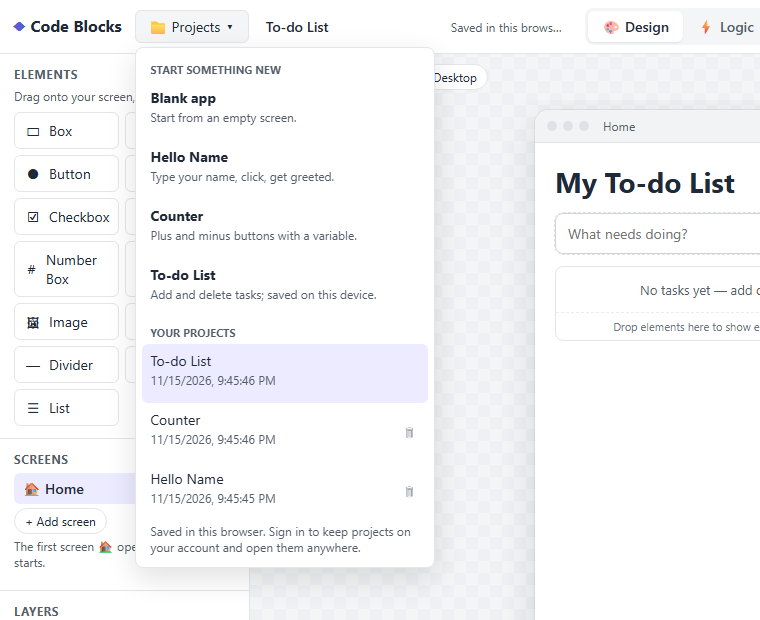 Code Blocks
Projects ▾
To-do List
Saved in this brows...
Design
Logic
ELEMENTS
Drag onto your screen,
Box
Button
Checkbox
# Number
Box
Image
Divider
List
SCREENS
Home
+ Add screen
The first screen 🏠 ope
starts.
LAYERS
START SOMETHING NEW
Blank app
Start from an empty screen.
Hello Name
Type your name, click, get greeted.
Counter
Plus and minus buttons with a variable.
To-do List
Add and delete tasks; saved on this device.
YOUR PROJECTS
To-do List
11/15/2026, 9:45:46 PM
Counter
11/15/2026, 9:45:46 PM
Hello Name
11/15/2026, 9:45:45 PM
Saved in this browser. Sign in to keep projects on
your account and open them anywhere.
Desktop
Home
My To-do List
What needs doing?
No tasks yet — add
Drop elements here to show